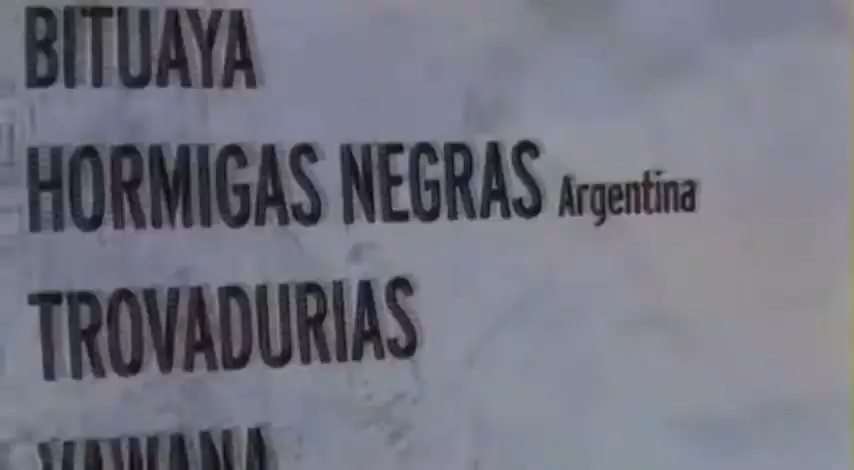 BITUAYA
HORMIGAS NEGRAS Argentina
TROVADURIAS